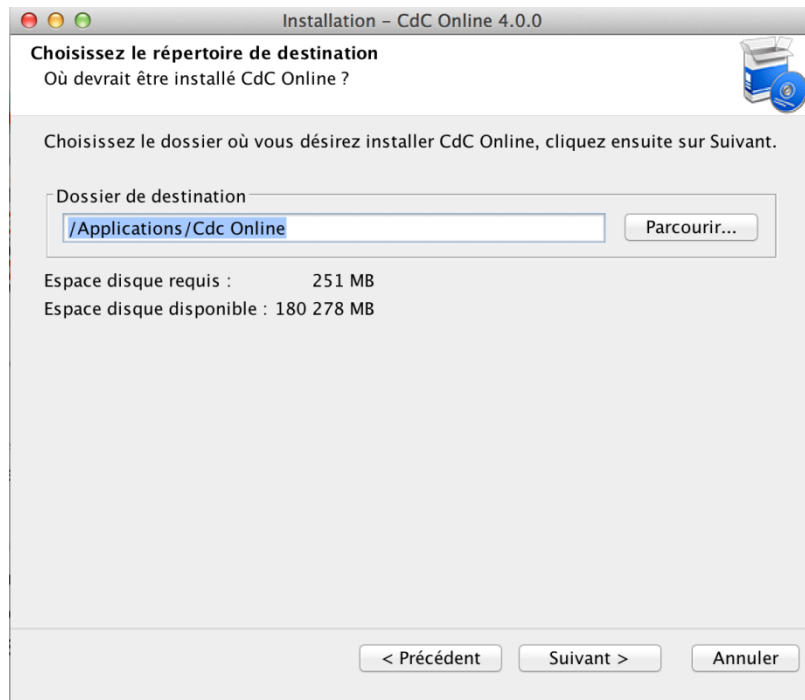 Installation – CdC Online 4.0.0
Choisissez le répertoire de destination
Où devrait être installé CdC Online ?
Choisissez le dossier où vous désirez installer CdC Online, cliquez ensuite sur Suivant.
Dossier de destination
/Applications/Cdc Online
Parcourir...
Espace disque requis : 251 MB
Espace disque disponible : 180 278 MB
< Précédent
Suivant >
Annuler